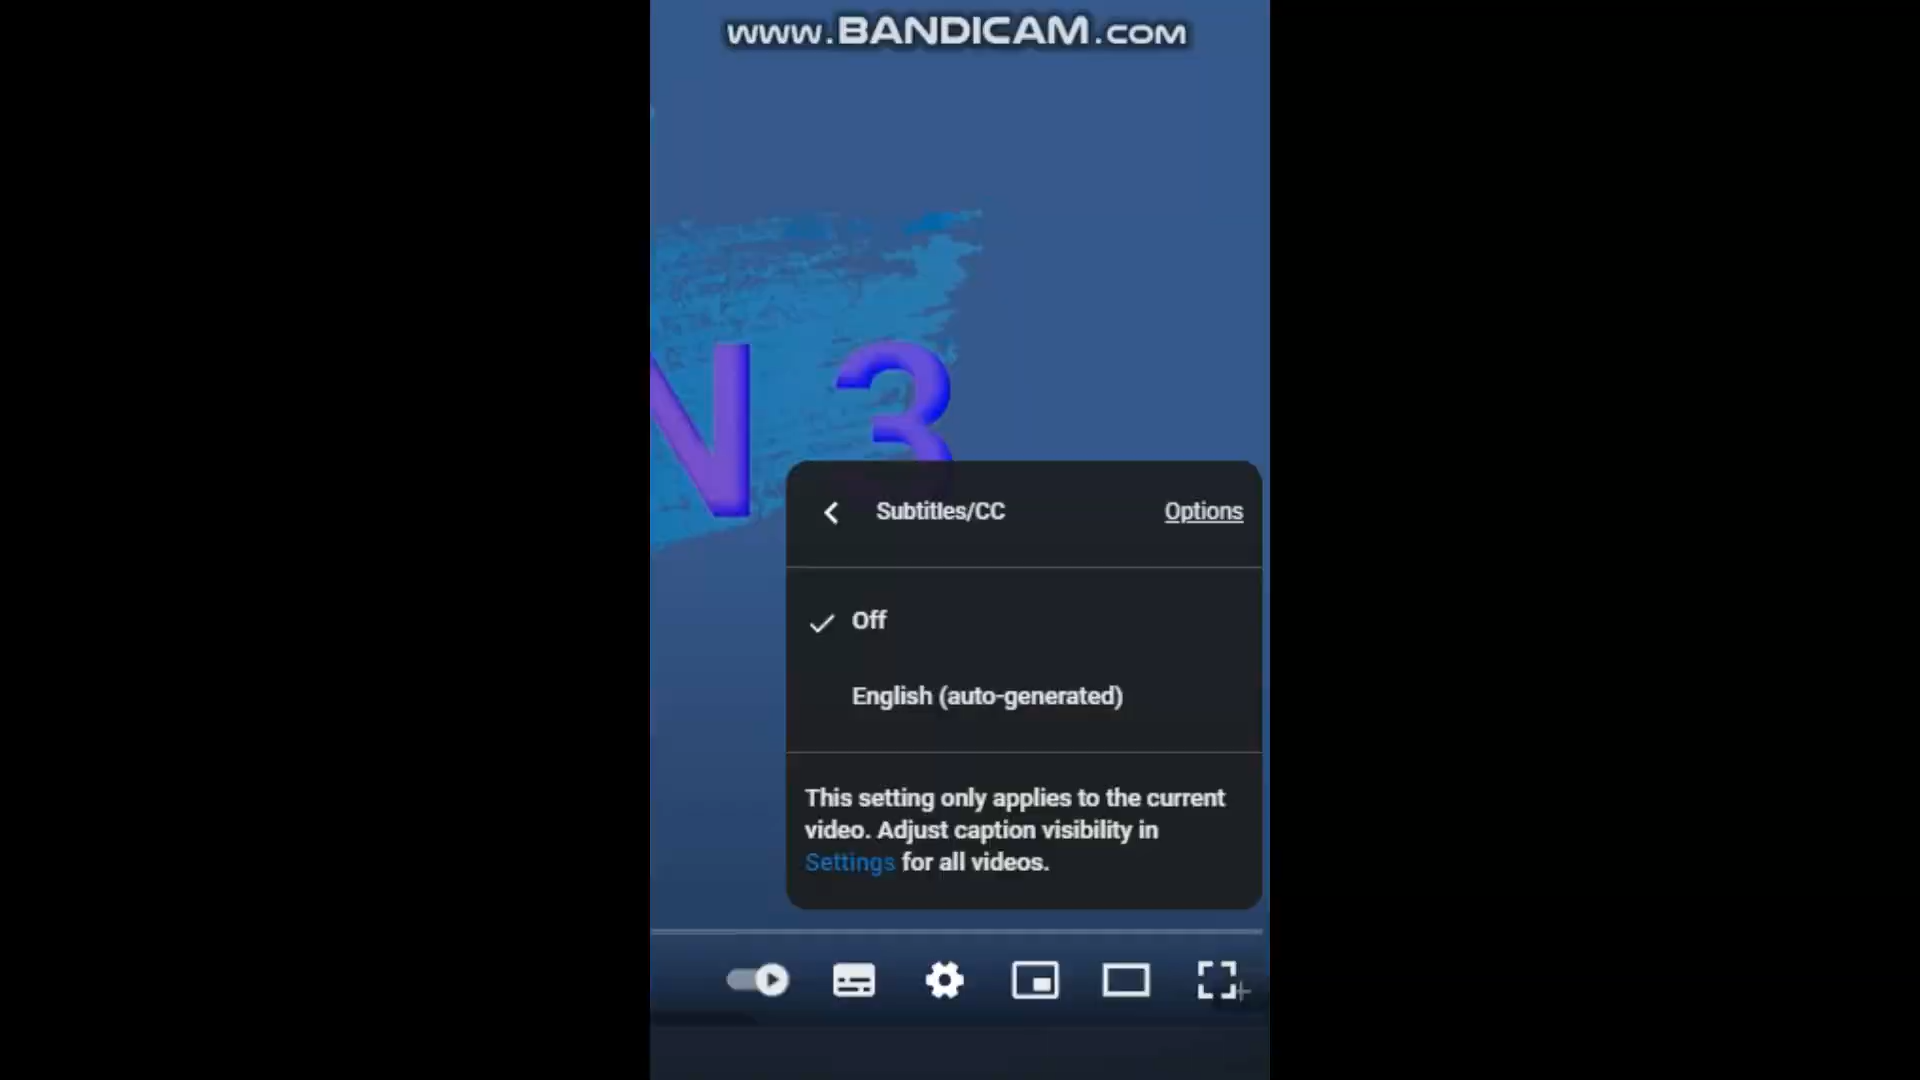 www.BANDICAM.com
N 3
Subtitles/CC
Options
Off
English (auto-generated)
This setting only applies to the current
video. Adjust caption visibility in
Settings for all videos.